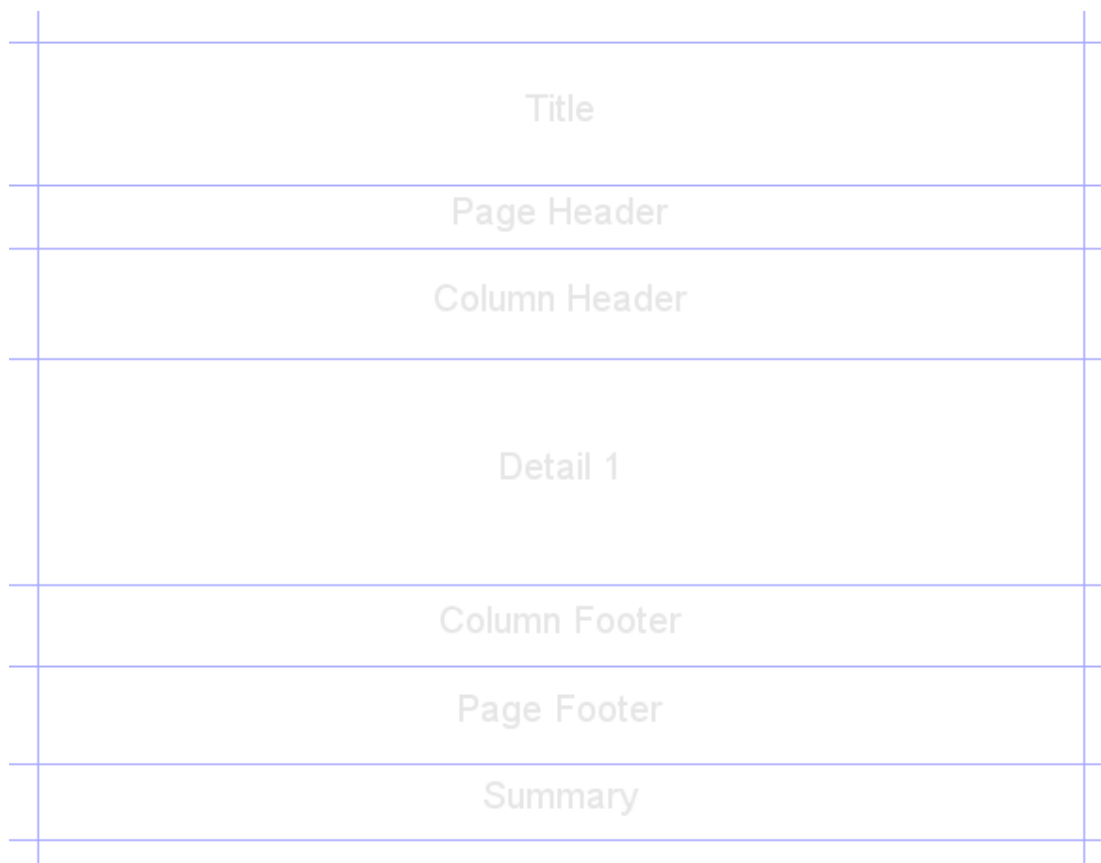 Title
Page Header
Column Header
Detail 1
Column Footer
Page Footer
Summary